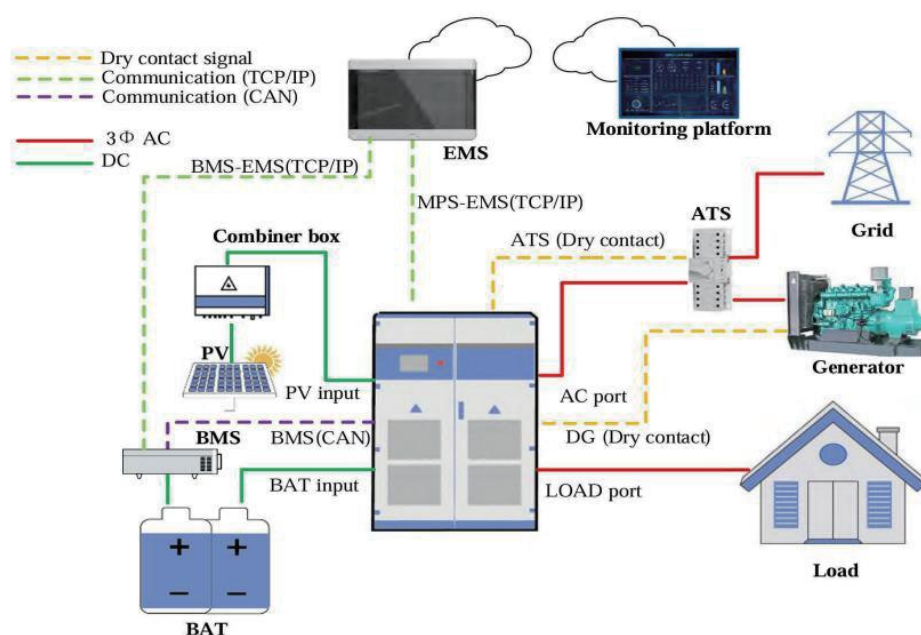 Dry contact signal
Communication (TCP/IP)
Communication (CAN)
3Φ AC
DC
EMS
Monitoring platform
BMS-EMS(TCP/IP)
MPS-EMS(TCP/IP)
ATS
Grid
Combiner box
ATS (Dry contact)
PV
PV input
AC port
Generator
BMS
BMS(CAN)
DG (Dry contact)
BAT input
LOAD port
+ +
- -
Load
BAT